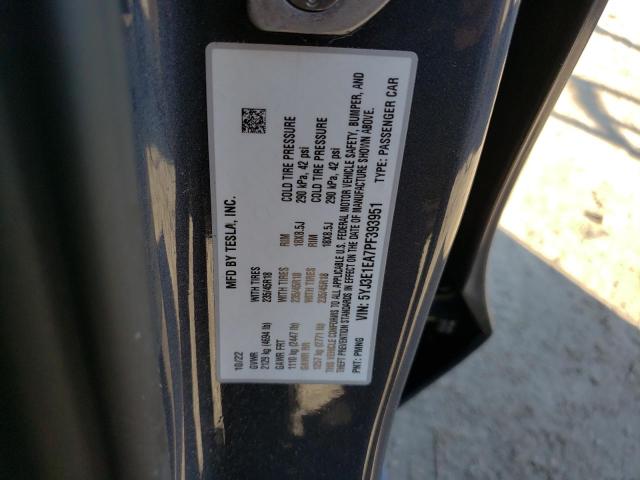 MFD BY TESLA, INC.
10/22
GVWR
2129 kg (4694 lb)
GAWR FRT WITH TIRES RIM COLD TIRE PRESSURE
1110 kg (2447 lb) 235/45R18 18X8.5J 290 kPa, 42 psi
GAWR RR WITH TIRES RIM COLD TIRE PRESSURE
1257 kg (2771 lb) 235/45R18 18X8.5J 290 kPa, 42 psi
THIS VEHICLE CONFORMS TO ALL APPLICABLE U.S. FEDERAL MOTOR VEHICLE SAFETY, BUMPER, AND
THEFT PREVENTION STANDARDS IN EFFECT ON THE DATE OF MANUFACTURE SHOWN ABOVE.
PNT: PMNG VIN: 5YJ3E1EA7PF393951 TYPE: PASSENGER CAR